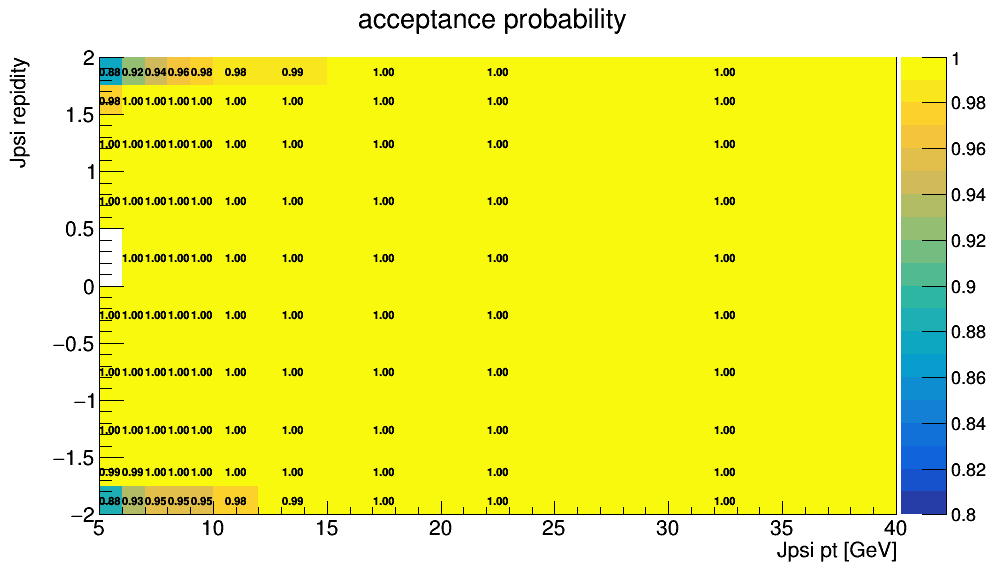 acceptance probability
Jpsi repidity
2
0.88 0.92 0.94 0.96 0.98 0.98 0.99 1.00 1.00 1.00
0.98 1.00 1.00 1.00 1.00 1.00 1.00 1.00 1.00 1.00
1.5
1.00 1.00 1.00 1.00 1.00 1.00 1.00 1.00 1.00 1.00
1
1.00 1.00 1.00 1.00 1.00 1.00 1.00 1.00 1.00 1.00
0.5
1.00 1.00 1.00 1.00 1.00 1.00 1.00 1.00 1.00
0
1.00 1.00 1.00 1.00 1.00 1.00 1.00 1.00 1.00 1.00
−0.5
1.00 1.00 1.00 1.00 1.00 1.00 1.00 1.00 1.00 1.00
−1
1.00 1.00 1.00 1.00 1.00 1.00 1.00 1.00 1.00 1.00
−1.5
0.99 0.99 1.00 1.00 1.00 1.00 1.00 1.00 1.00 1.00
0.88 0.93 0.95 0.95 0.95 0.98 0.99 1.00 1.00 1.00
−2
5 10 15 20 25 30 35 40
Jpsi pt [GeV]
1
0.98
0.96
0.94
0.92
0.9
0.88
0.86
0.84
0.82
0.8